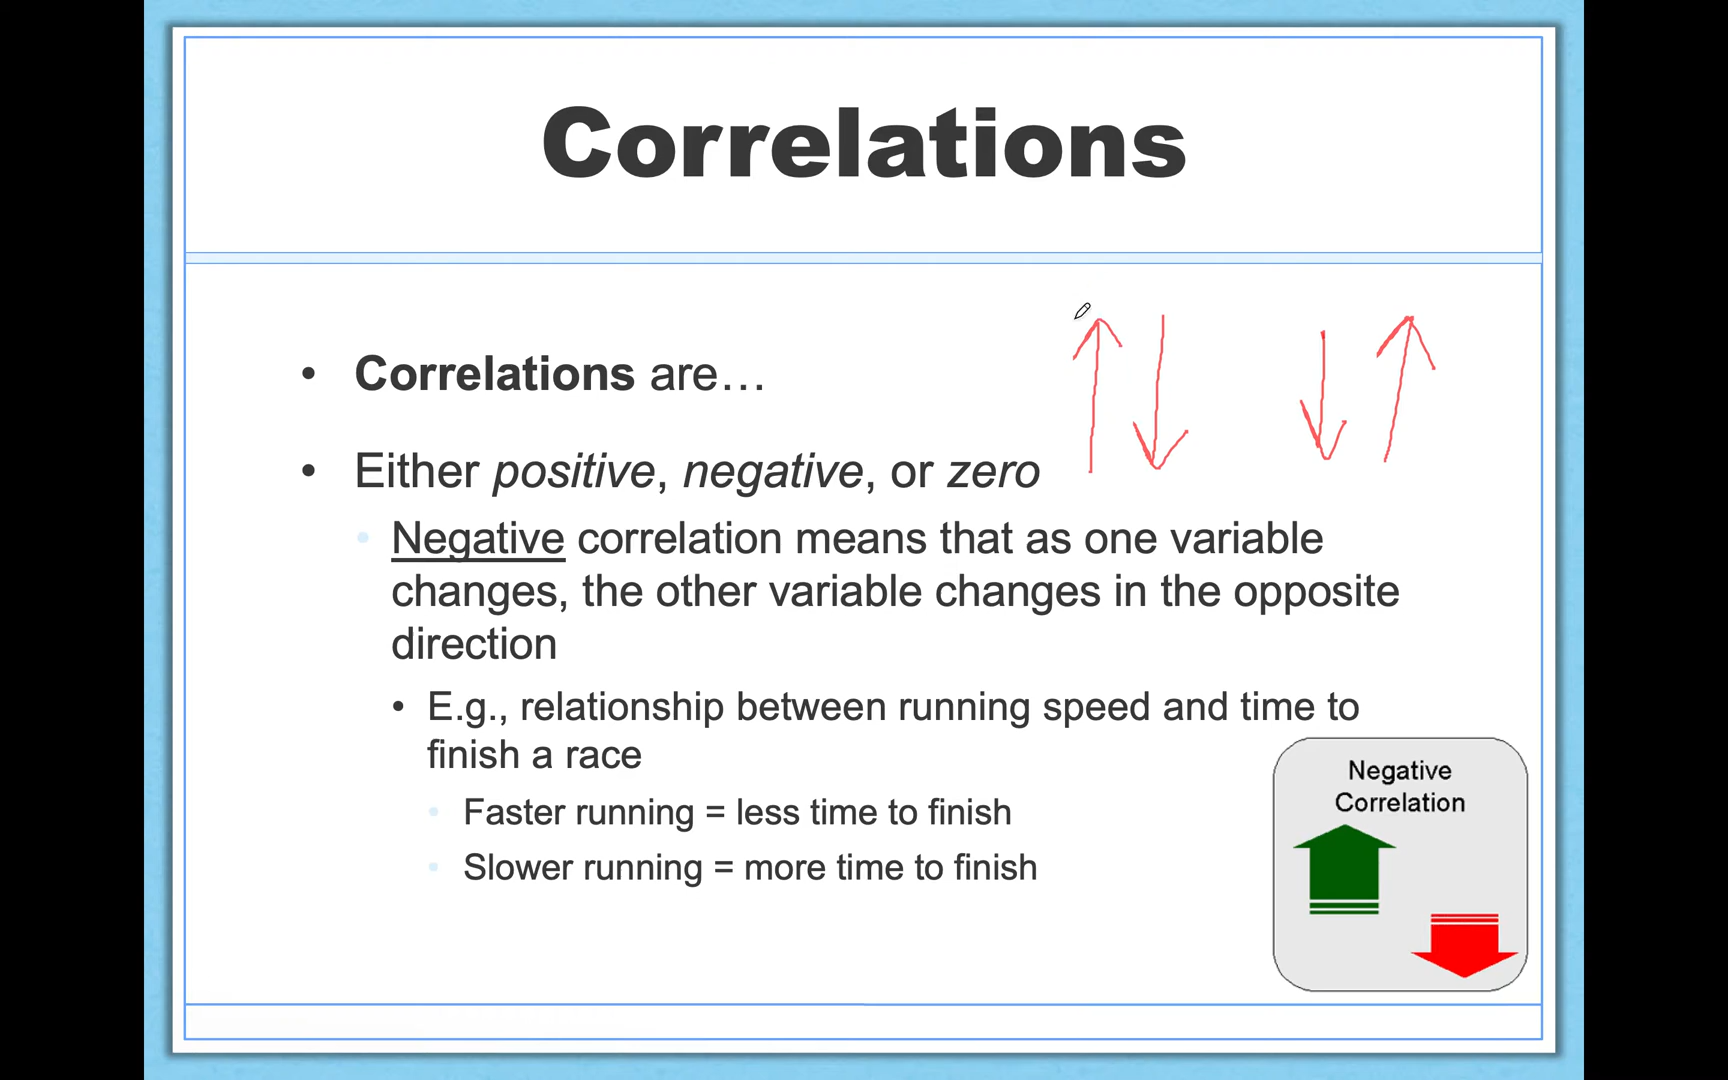 Correlations
• Correlations are…
• Either positive, negative, or zero
• Negative correlation means that as one variable
changes, the other variable changes in the opposite
direction
• E.g., relationship between running speed and time to
finish a race
• Faster running = less time to finish
• Slower running = more time to finish
Negative
Correlation